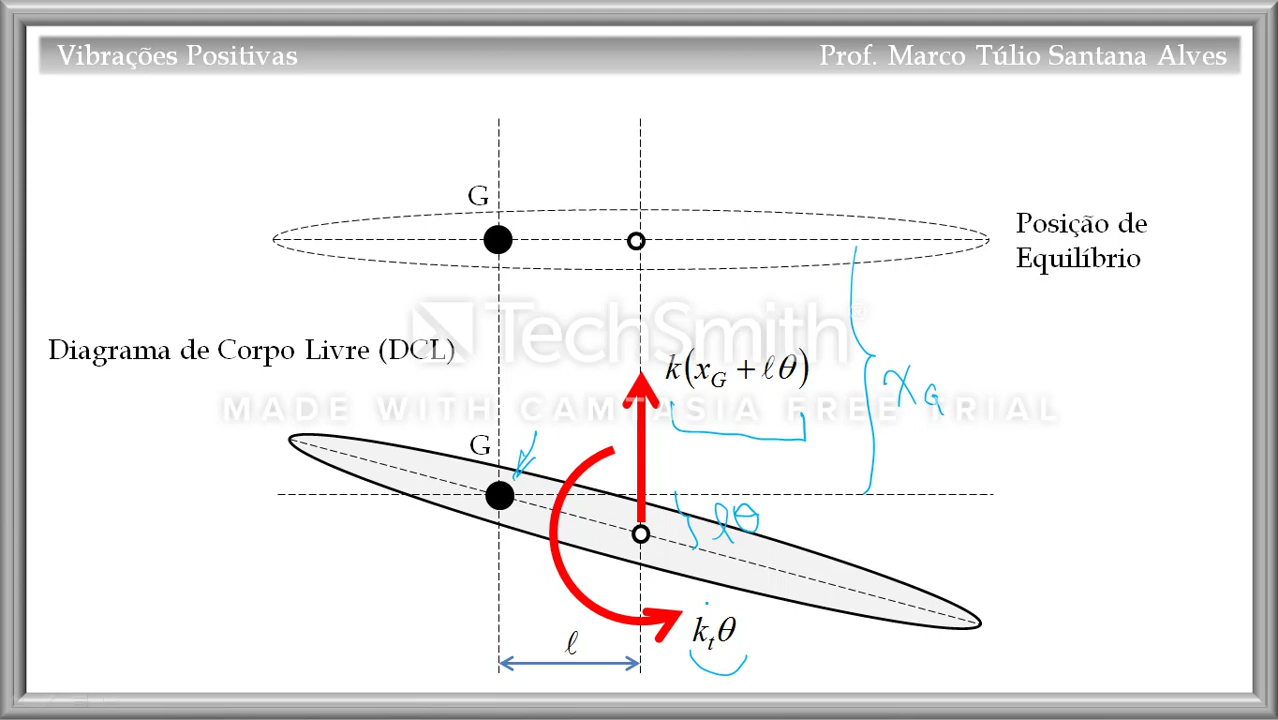 Vibrações Positivas
Prof. Marco Túlio Santana Alves
G
Posição de
Equilíbrio
TechSmith®
Diagrama de Corpo Livre (DCL)
k(x_G + ℓθ)
x_G
MADE WITH CAMTASIA FREE TRIAL
G
ℓθ
k_tθ
ℓ